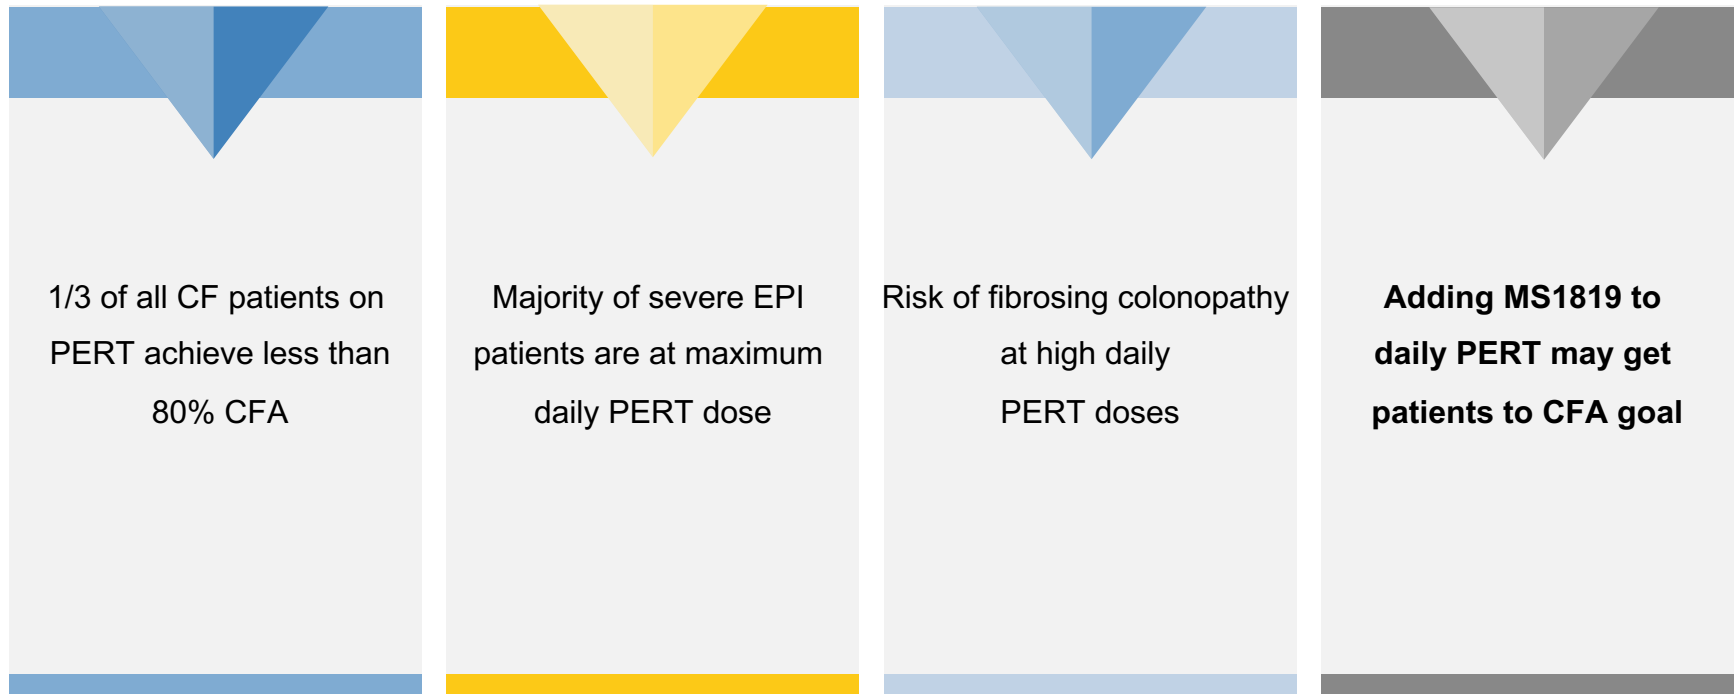 1/3 of all CF patients on
PERT achieve less than
80% CFA
Majority of severe EPI
patients are at maximum
daily PERT dose
Risk of fibrosing colonopathy
at high daily
PERT doses
Adding MS1819 to
daily PERT may get
patients to CFA goal